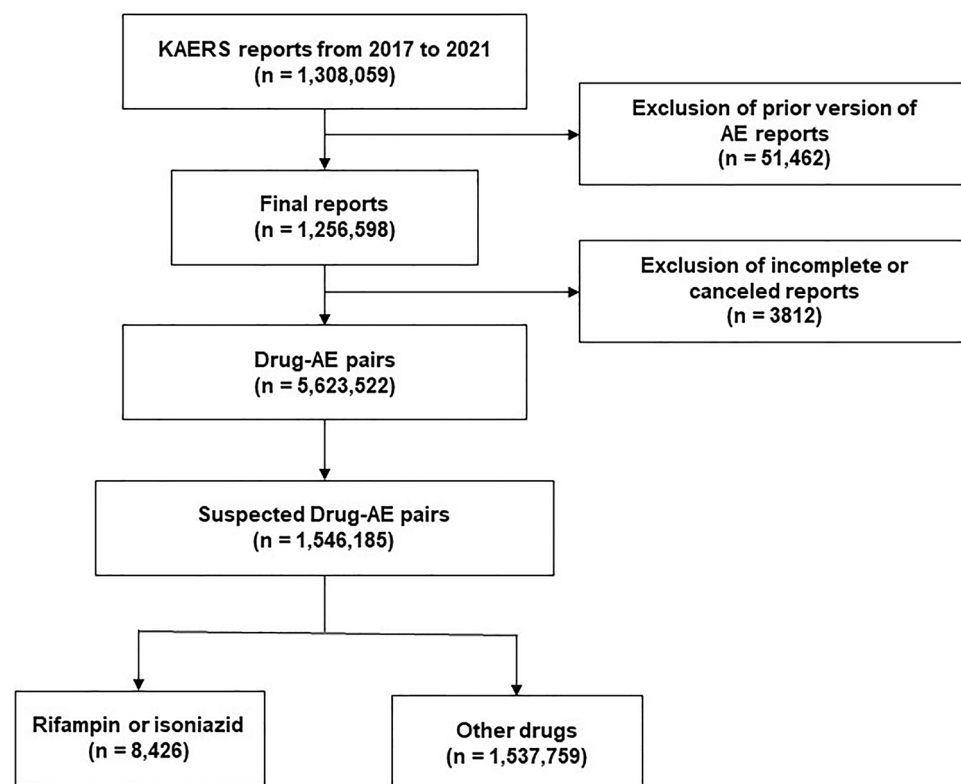 KAERS reports from 2017 to 2021
(n = 1,308,059)
Exclusion of prior version of
AE reports
(n = 51,462)
Final reports
(n = 1,256,598)
Exclusion of incomplete or
canceled reports
(n = 3812)
Drug-AE pairs
(n = 5,623,522)
Suspected Drug-AE pairs
(n = 1,546,185)
Rifampin or isoniazid
(n = 8,426)
Other drugs
(n = 1,537,759)